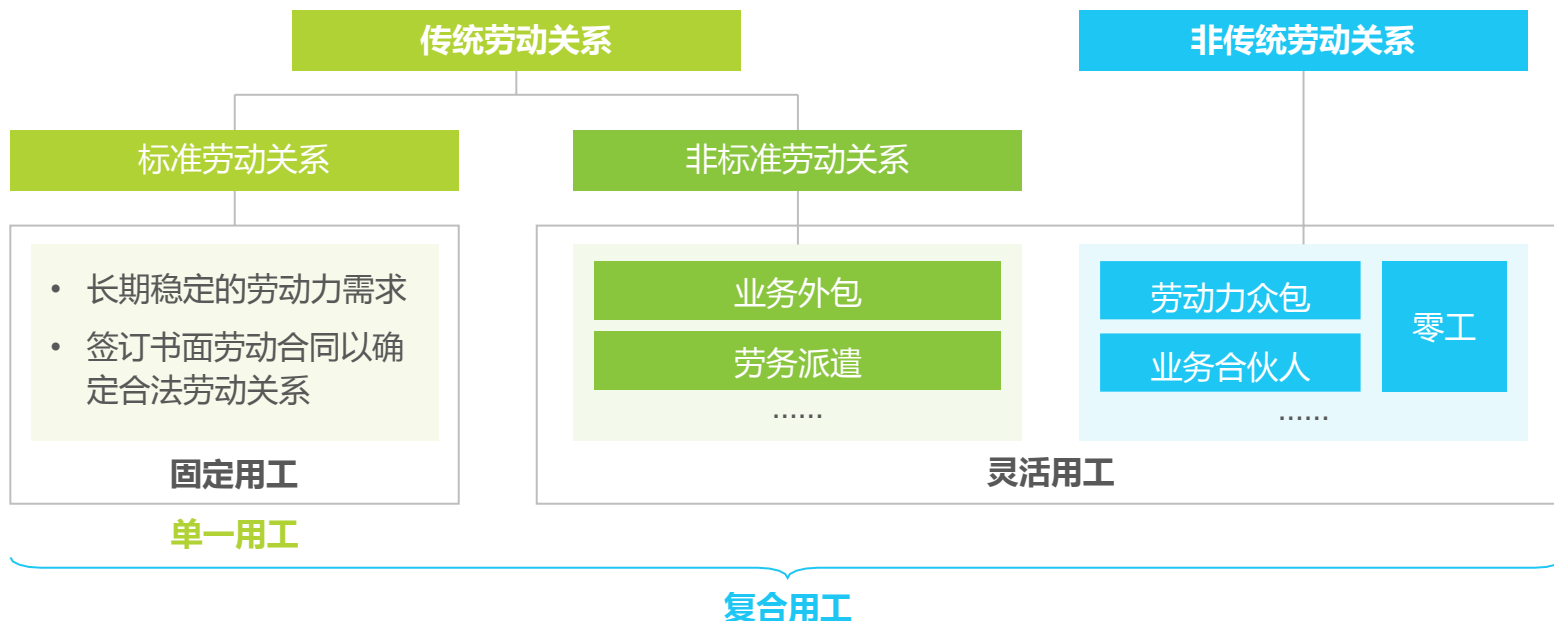 传统劳动关系
非传统劳动关系
标准劳动关系
非标准劳动关系
• 长期稳定的劳动力需求
• 签订书面劳动合同以确
定合法劳动关系
业务外包
劳务派遣
......
劳动力众包
业务合伙人
零工
......
固定用工
灵活用工
单一用工
复合用工